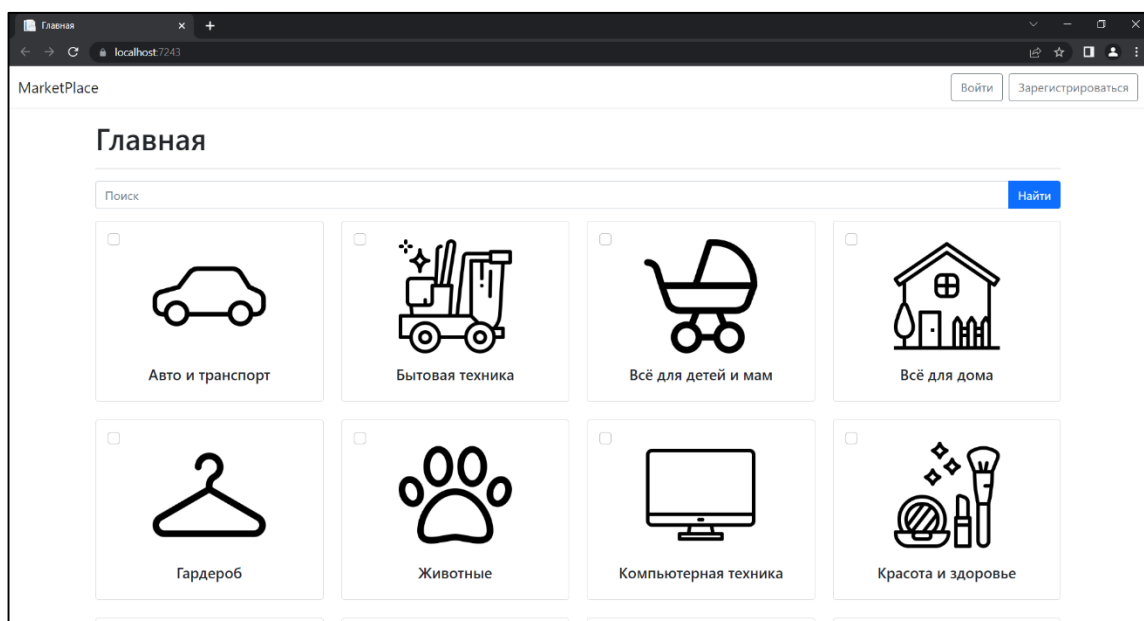 Главная
localhost:7243
MarketPlace
Войти Зарегистрироваться
Главная
Поиск Найти
Авто и транспорт Бытовая техника Всё для детей и мам Всё для дома
Гардероб Животные Компьютерная техника Красота и здоровье